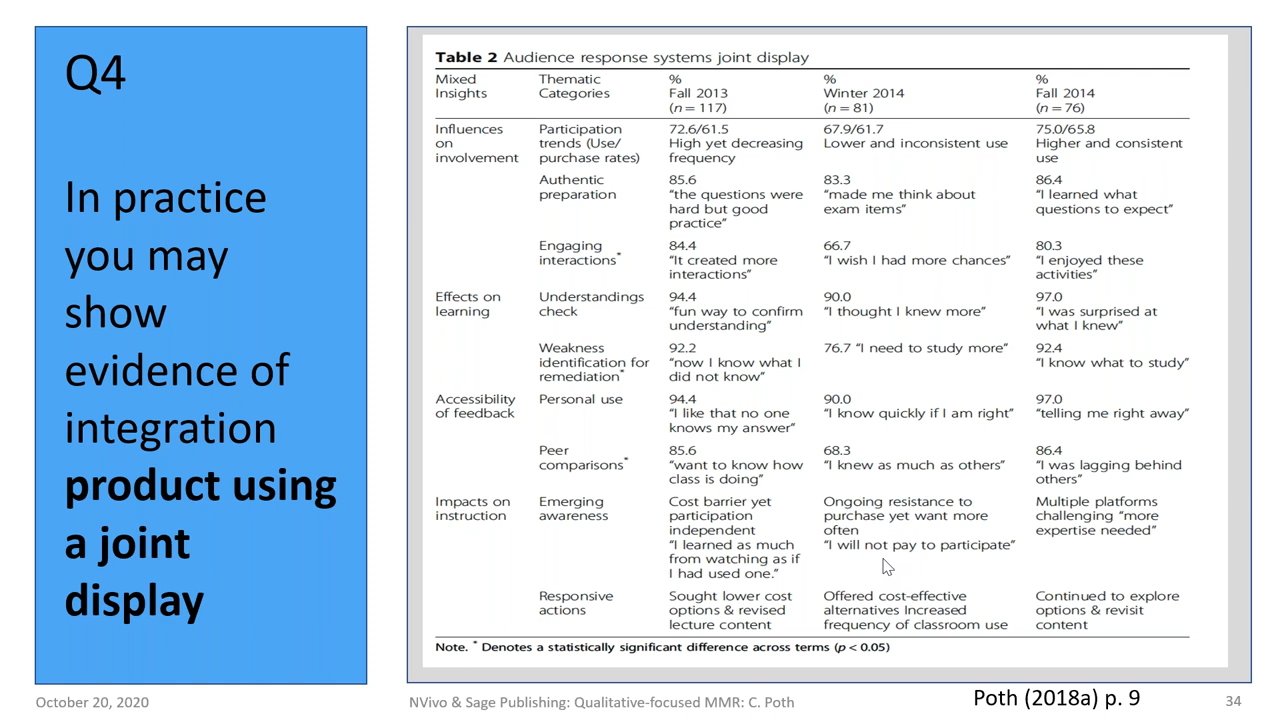 Q4
In practice
you may
show
evidence of
integration
product using
a joint
display
Table 2 Audience response systems joint display
Mixed
Insights
Thematic
Categories
%
Fall 2013
(n = 117)
%
Winter 2014
(n = 81)
%
Fall 2014
(n = 76)
Influences
on
involvement
Participation
trends (Use/
purchase rates)
72.6/61.5
High yet decreasing
frequency
67.9/61.7
Lower and inconsistent use
75.0/65.8
Higher and consistent
use
Authentic
preparation
85.6
“the questions were
hard but good
practice”
83.3
“made me think about
exam items”
86.4
“I learned what
questions to expect”
Engaging
interactions*
84.4
“It created more
interactions”
66.7
“I wish I had more chances”
80.3
“I enjoyed these
activities”
Effects on
learning
Understandings
check
94.4
“fun way to confirm
understanding”
90.0
“I thought I knew more”
97.0
“I was surprised at
what I knew”
Weakness
identification for
remediation*
92.2
“now I know what I
did not know”
76.7 “I need to study more”
92.4
“I know what to study”
Accessibility
of feedback
Personal use
94.4
“I like that no one
knows my answer”
90.0
“I know quickly if I am right”
97.0
“telling me right away”
Peer
comparisons*
85.6
“want to know how
class is doing”
68.3
“I knew as much as others”
86.4
“I was lagging behind
others”
Impacts on
instruction
Emerging
awareness
Cost barrier yet
participation
independent
“I learned as much
from watching as if
I had used one.”
Ongoing resistance to
purchase yet want more
often
“I will not pay to participate”
Multiple platforms
challenging “more
expertise needed”
Responsive
actions
Sought lower cost
options & revised
lecture content
Offered cost-effective
alternatives Increased
frequency of classroom use
Continued to explore
options & revisit
content
Note. * Denotes a statistically significant difference across terms (p < 0.05)
October 20, 2020
NVivo & Sage Publishing: Qualitative-focused MMR: C. Poth
Poth (2018a) p. 9
34